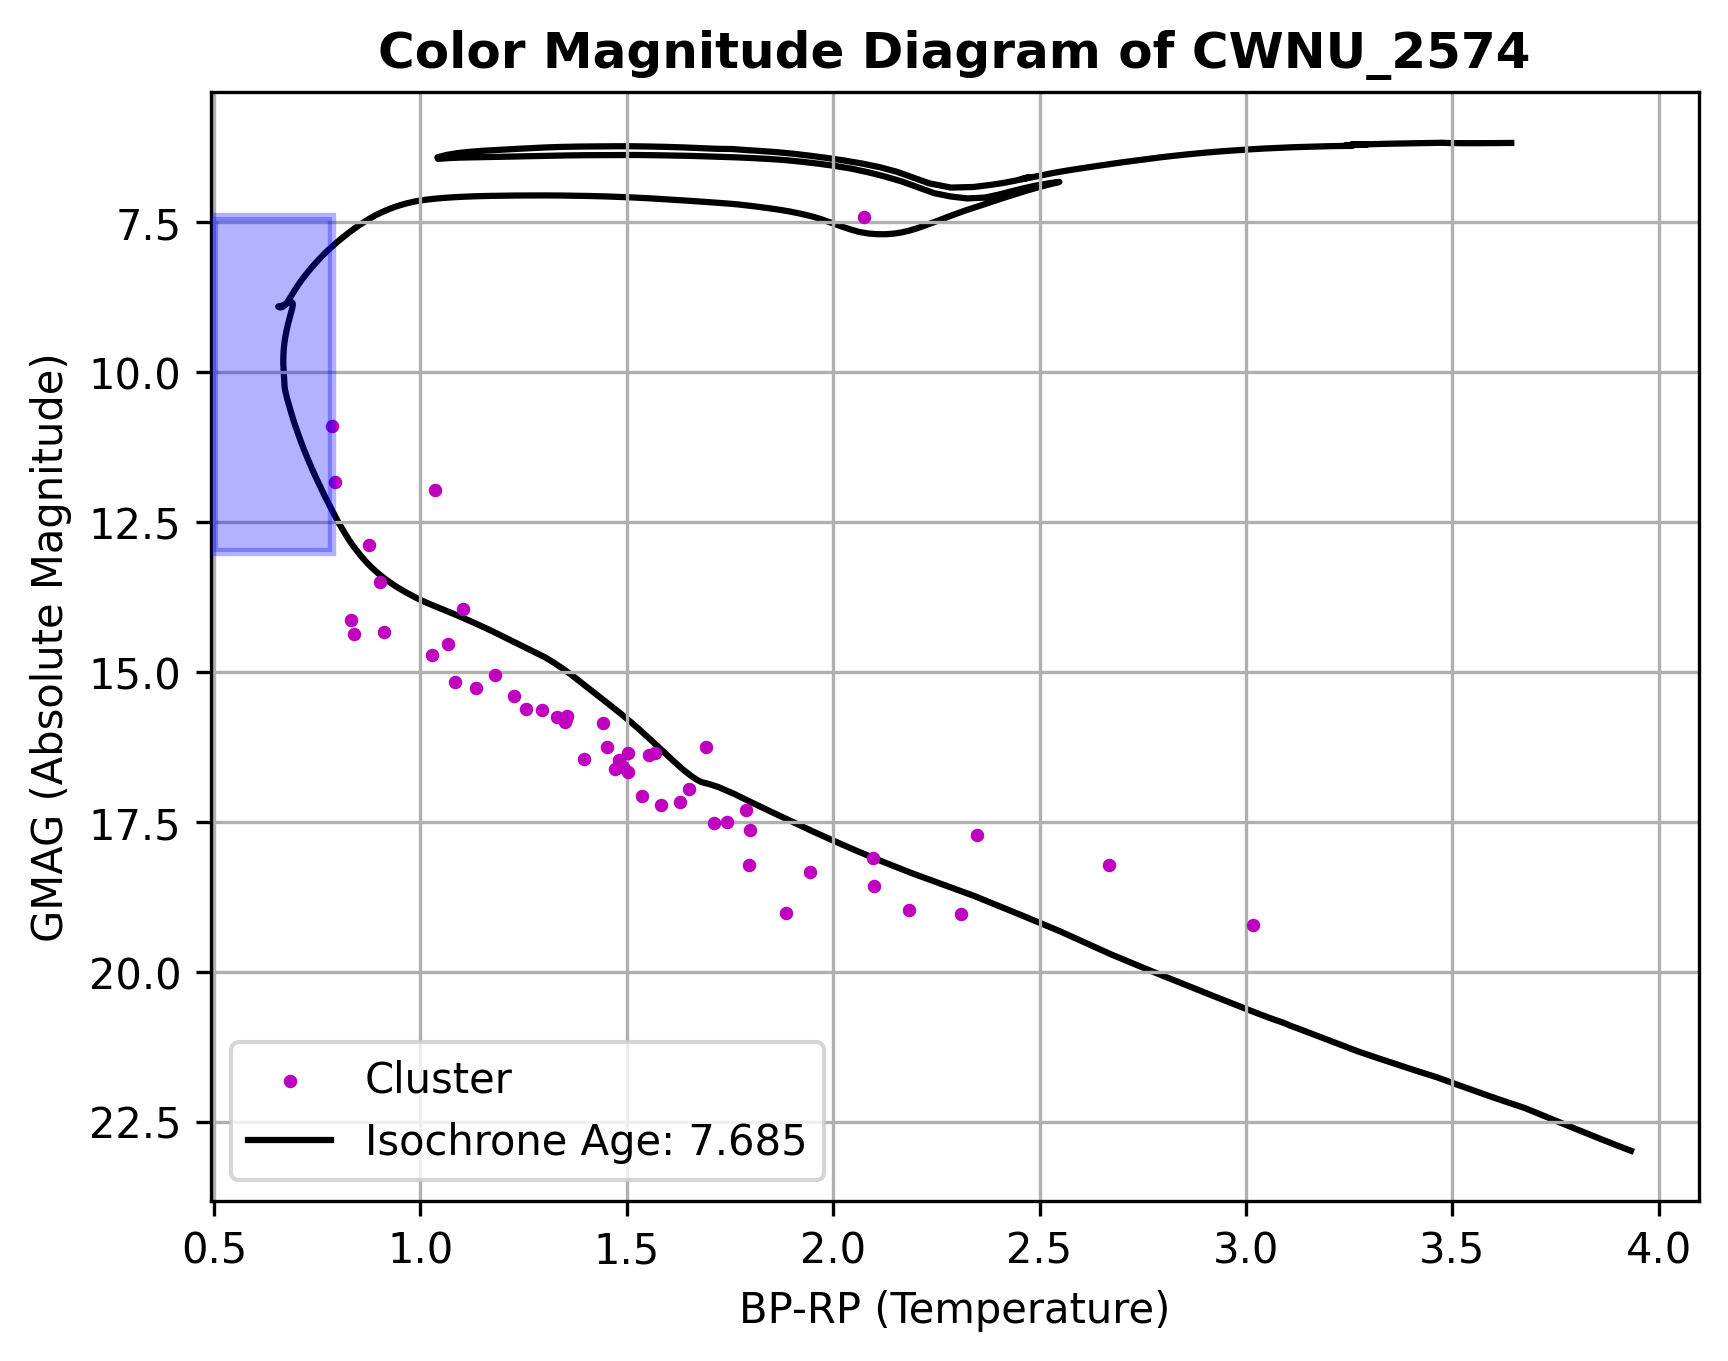 Color Magnitude Diagram of CWNU_2574
GMAG (Absolute Magnitude)
7.5
10.0
12.5
15.0
17.5
20.0
22.5
Cluster
Isochrone Age: 7.685
0.5 1.0 1.5 2.0 2.5 3.0 3.5 4.0
BP-RP (Temperature)